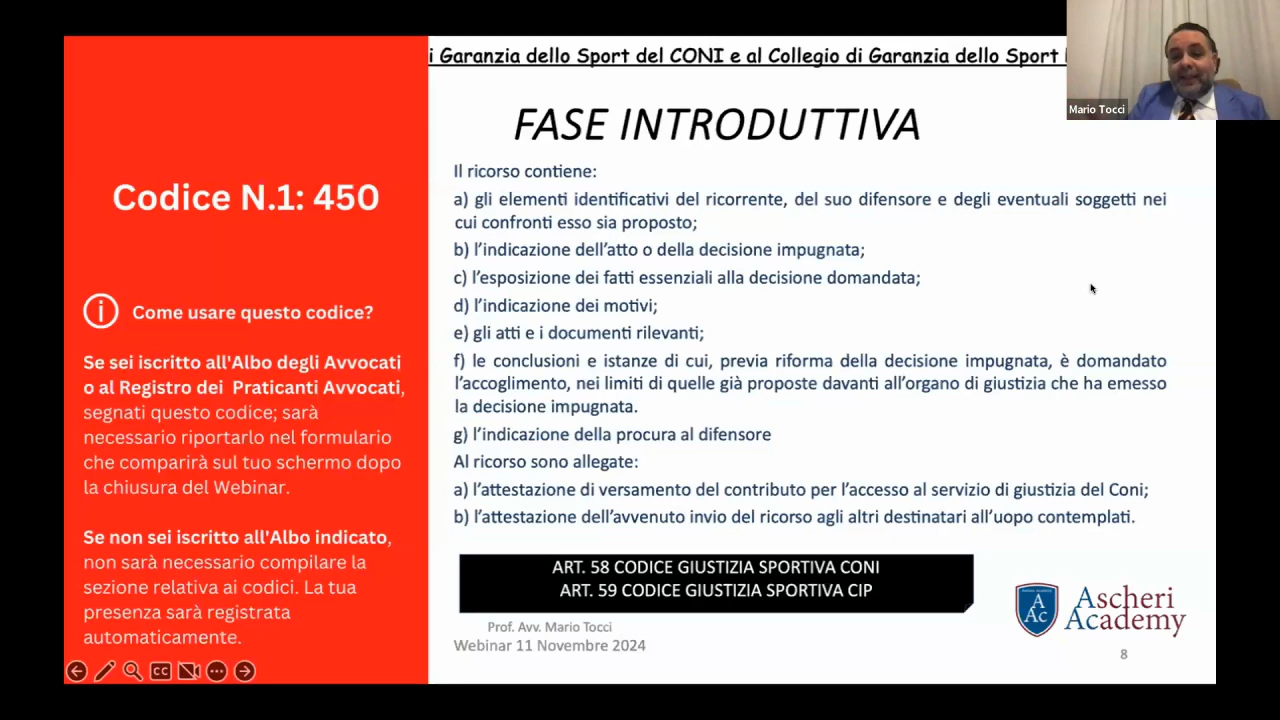 i Garanzia dello Sport del CONI e al Collegio di Garanzia dello Sport
Mario Tocci
FASE INTRODUTTIVA
Codice N.1: 450
Come usare questo codice?
Se sei iscritto all'Albo degli Avvocati
o al Registro dei Praticanti Avvocati,
segnati questo codice; sarà
necessario riportarlo nel formulario
che comparirà sul tuo schermo dopo
la chiusura del Webinar.
Se non sei iscritto all'Albo indicato,
non sarà necessario compilare la
sezione relativa ai codici. La tua
presenza sarà registrata
automaticamente.
CC
Il ricorso contiene:
a) gli elementi identificativi del ricorrente, del suo difensore e degli eventuali soggetti nei
cui confronti esso sia proposto;
b) l'indicazione dell'atto o della decisione impugnata;
c) l'esposizione dei fatti essenziali alla decisione domandata;
d) l'indicazione dei motivi;
e) gli atti e i documenti rilevanti;
f) le conclusioni e istanze di cui, previa riforma della decisione impugnata, è domandato
l'accoglimento, nei limiti di quelle già proposte davanti all'organo di giustizia che ha emesso
la decisione impugnata.
g) l'indicazione della procura al difensore
Al ricorso sono allegate:
a) l'attestazione di versamento del contributo per l'accesso al servizio di giustizia del Coni;
b) l'attestazione dell'avvenuto invio del ricorso agli altri destinatari all'uopo contemplati.
ART. 58 CODICE GIUSTIZIA SPORTIVA CONI
ART. 59 CODICE GIUSTIZIA SPORTIVA CIP
Prof. Avv. Mario Tocci
Webinar 11 Novembre 2024
A
Ac
Ascheri
Academy
8